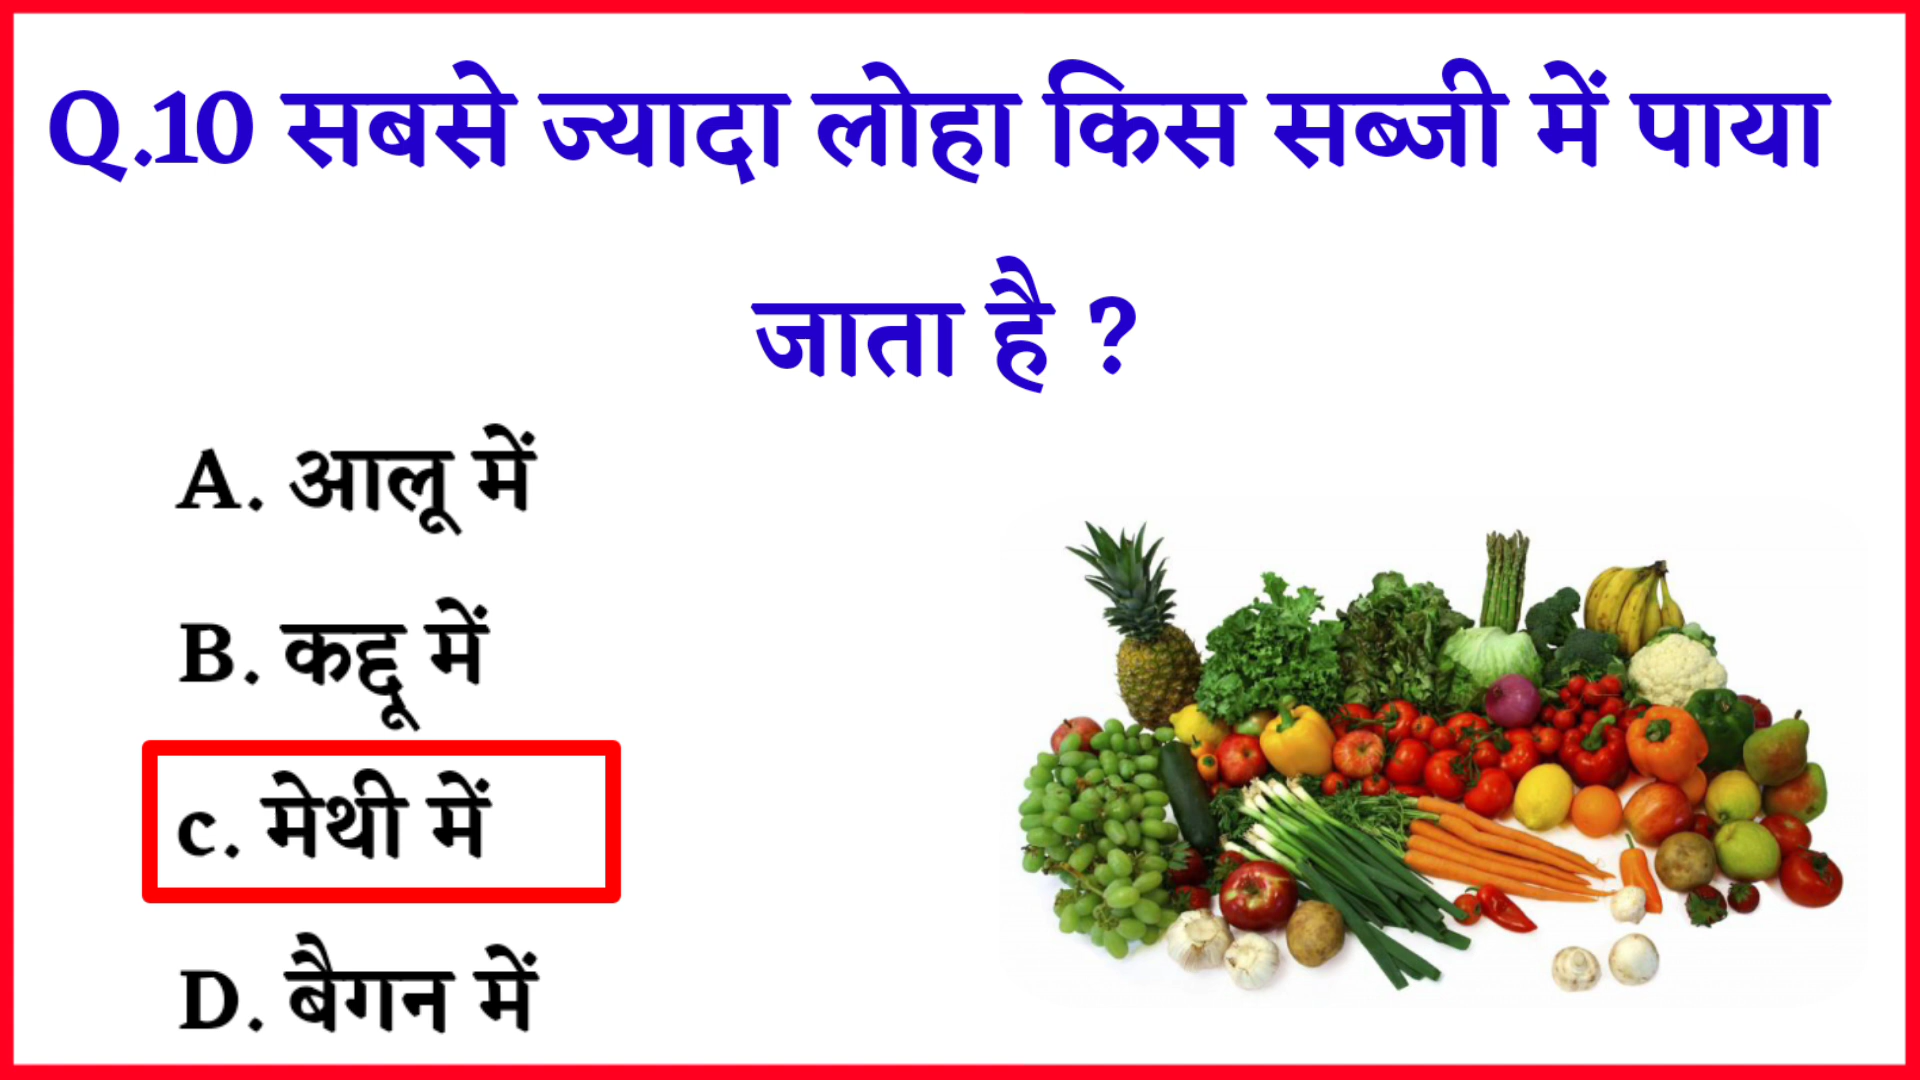 Q.10 सबसे ज्यादा लोहा किस सब्जी में पाया
जाता है ?
A. आलू में
B. कद्दू में
c. मेथी में
D. बैगन में